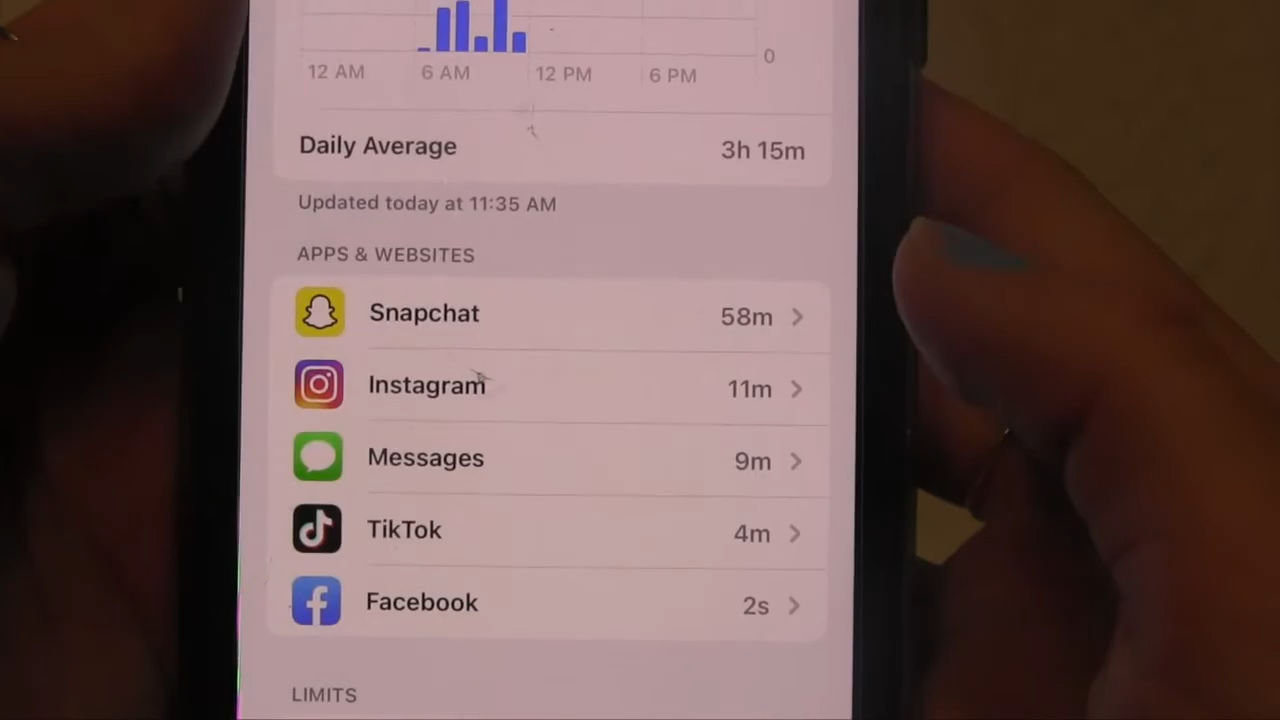 0
12 AM 6 AM 12 PM 6 PM
Daily Average 3h 15m
Updated today at 11:35 AM
APPS & WEBSITES
Snapchat 58m
Instagram 11m
Messages 9m
TikTok 4m
Facebook 2s
LIMITS